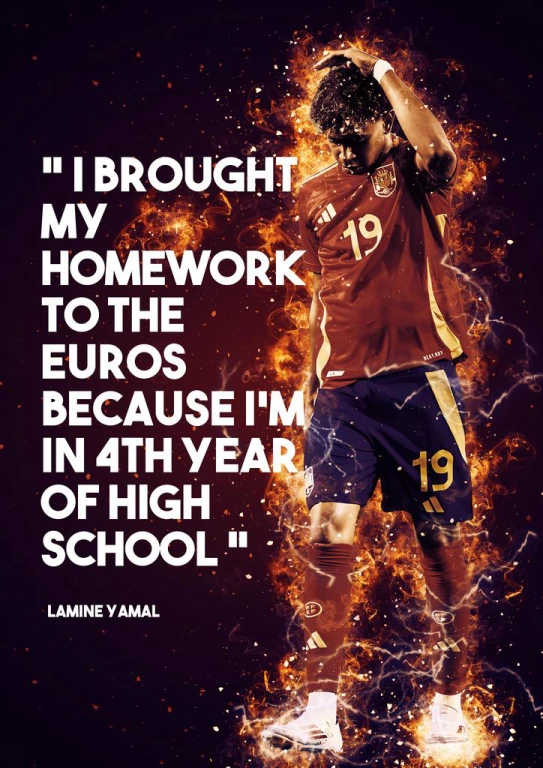 " I BROUGHT
MY
HOMEWORK
TO THE
EUROS
BECAUSE I'M
IN 4TH YEAR
OF HIGH
SCHOOL "
LAMINE YAMAL
19
19